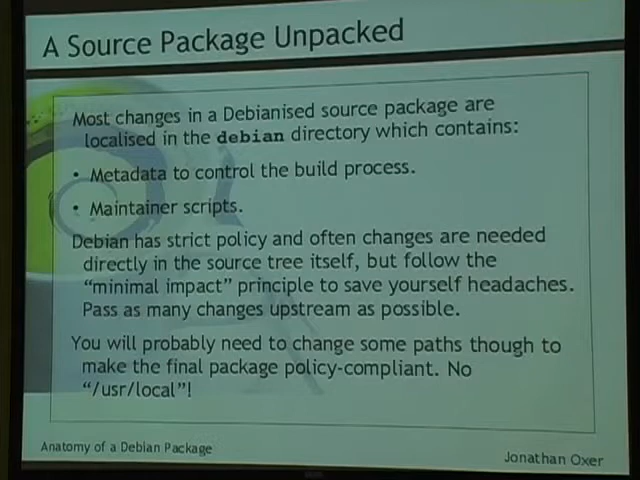 A Source Package Unpacked
Most changes in a Debianised source package are
localised in the debian directory which contains:
• Metadata to control the build process.
• Maintainer scripts.
Debian has strict policy and often changes are needed
directly in the source tree itself, but follow the
“minimal impact” principle to save yourself headaches.
Pass as many changes upstream as possible.
You will probably need to change some paths though to
make the final package policy-compliant. No
“/usr/local”!
Anatomy of a Debian Package
Jonathan Oxer